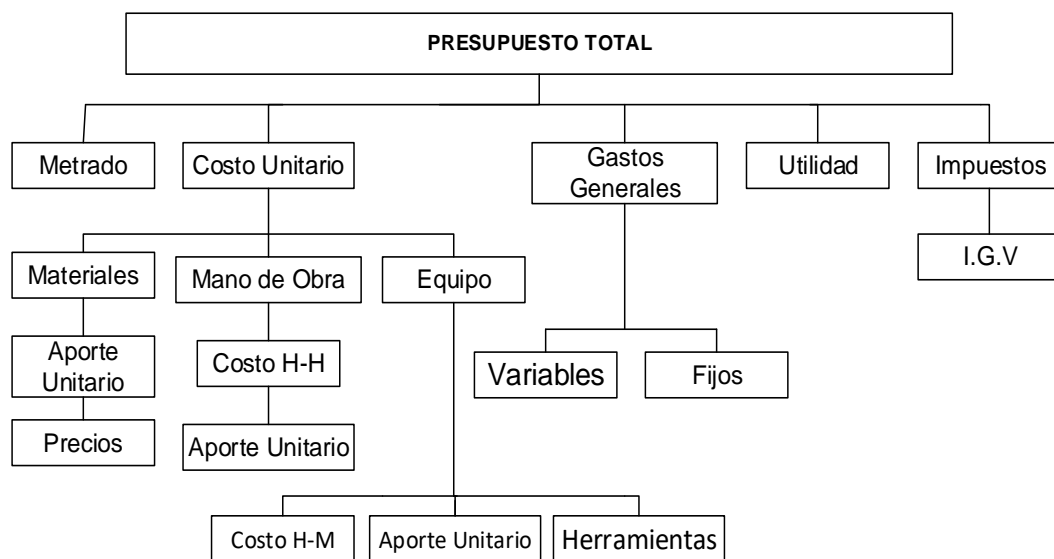 PRESUPUESTO TOTAL
Metrado
Costo Unitario
Gastos
Generales
Utilidad
Impuestos
Materiales
Mano de Obra
Equipo
I.G.V
Aporte
Unitario
Costo H-H
Variables
Fijos
Precios
Aporte Unitario
Costo H-M
Aporte Unitario
Herramientas